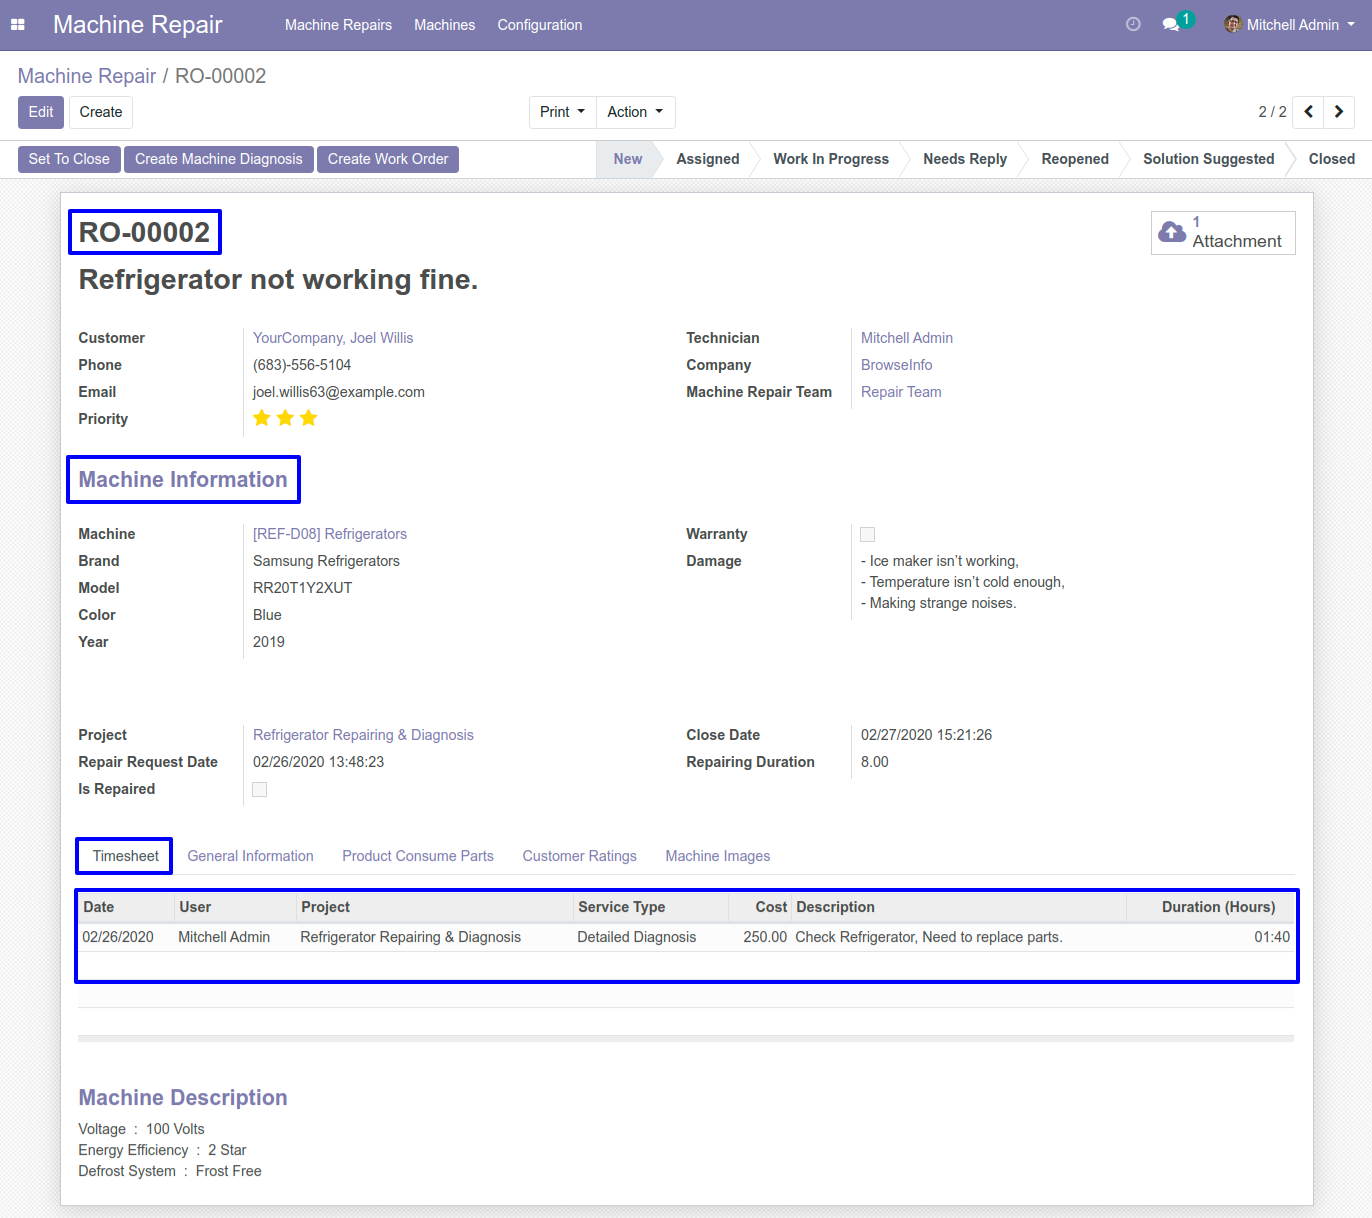 Machine Repair Machine Repairs Machines Configuration 1 Mitchell Admin
Machine Repair / RO-00002
Edit Create Print Action 2 / 2
Set To Close Create Machine Diagnosis Create Work Order New Assigned Work In Progress Needs Reply Reopened Solution Suggested Closed
RO-00002
1
Attachment
Refrigerator not working fine.
Customer YourCompany, Joel Willis Technician Mitchell Admin
Phone (683)-556-5104 Company BrowseInfo
Email joel.willis63@example.com Machine Repair Team Repair Team
Priority
Machine Information
Machine [REF-D08] Refrigerators Warranty
Brand Samsung Refrigerators Damage - Ice maker isn’t working,
- Temperature isn’t cold enough,
Model RR20T1Y2XUT
- Making strange noises.
Color Blue
Year 2019
Project Refrigerator Repairing & Diagnosis Close Date 02/27/2020 15:21:26
Repair Request Date 02/26/2020 13:48:23 Repairing Duration 8.00
Is Repaired
Timesheet General Information Product Consume Parts Customer Ratings Machine Images
Date User Project Service Type Cost Description Duration (Hours)
02/26/2020 Mitchell Admin Refrigerator Repairing & Diagnosis Detailed Diagnosis 250.00 Check Refrigerator, Need to replace parts. 01:40
Machine Description
Voltage : 100 Volts
Energy Efficiency : 2 Star
Defrost System : Frost Free